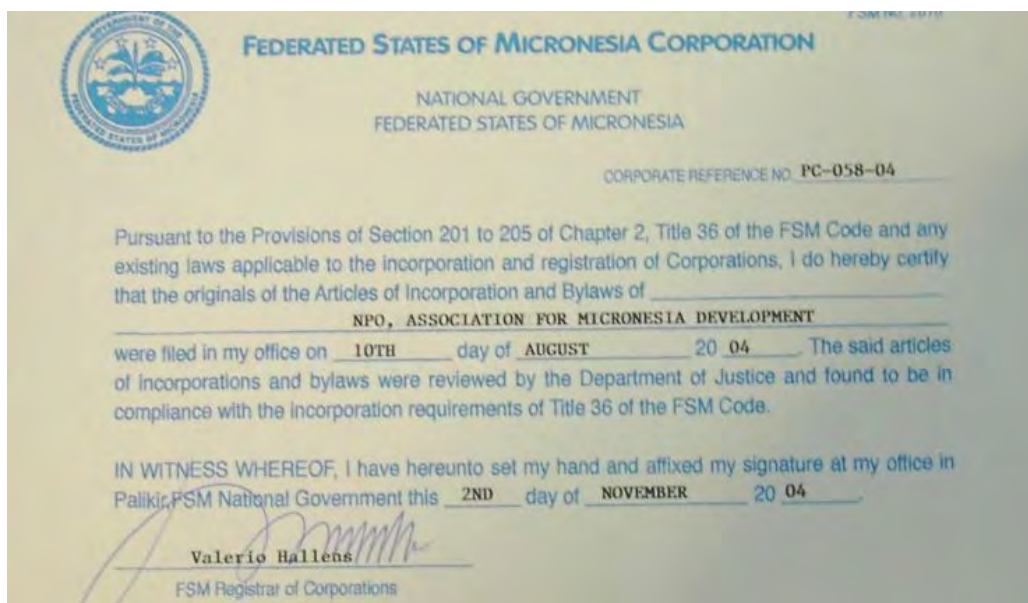 FEDERATED STATES OF MICRONESIA CORPORATION
NATIONAL GOVERNMENT
FEDERATED STATES OF MICRONESIA
CORPORATE REFERENCE NO. PC-058-04
Pursuant to the Provisions of Section 201 to 205 of Chapter 2, Title 36 of the FSM Code and any
existing laws applicable to the incorporation and registration of Corporations, I do hereby certify
that the originals of the Articles of Incorporation and Bylaws of
NPO, ASSOCIATION FOR MICRONESIA DEVELOPMENT
were filed in my office on 10TH day of AUGUST 20 04 . The said articles
of incorporations and bylaws were reviewed by the Department of Justice and found to be in
compliance with the incorporation requirements of Title 36 of the FSM Code.
IN WITNESS WHEREOF, I have hereunto set my hand and affixed my signature at my office in
Palikir, FSM National Government this 2ND day of NOVEMBER 20 04 .
Valerio Hallens
FSM Registrar of Corporations